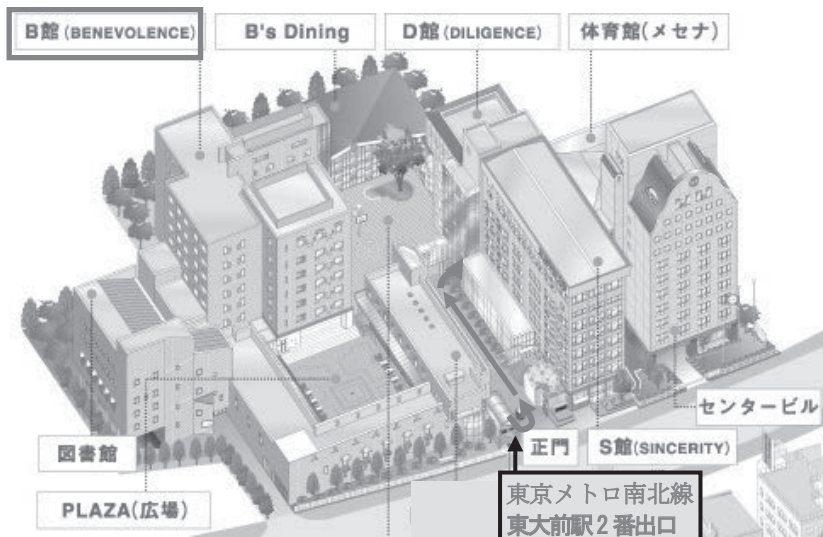 B館(BENEVOLENCE)
B's Dining
D館(DILIGENCE)
体育館(メセナ)
センタービル
図書館
正門
S館(SINCERITY)
PLAZA(広場)
東京メトロ南北線
東大前駅2番出口